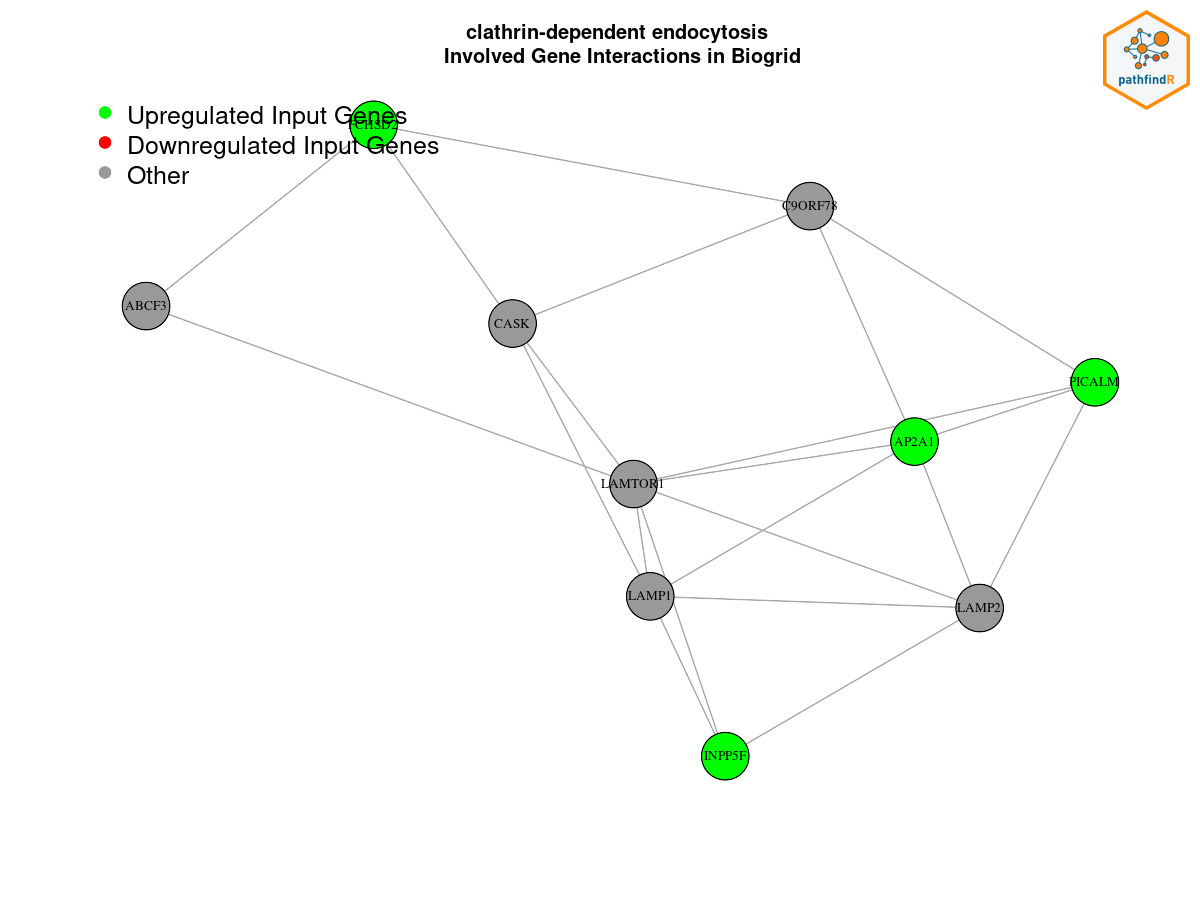 clathrin-dependent endocytosis
Involved Gene Interactions in Biogrid
pathfindR
Upregulated Input Genes
FCHSD2
Downregulated Input Genes
Other
C9ORF78
ABCF3
CASK
PICALM
AP2A1
LAMTOR1
LAMP1
LAMP2
INPP5F